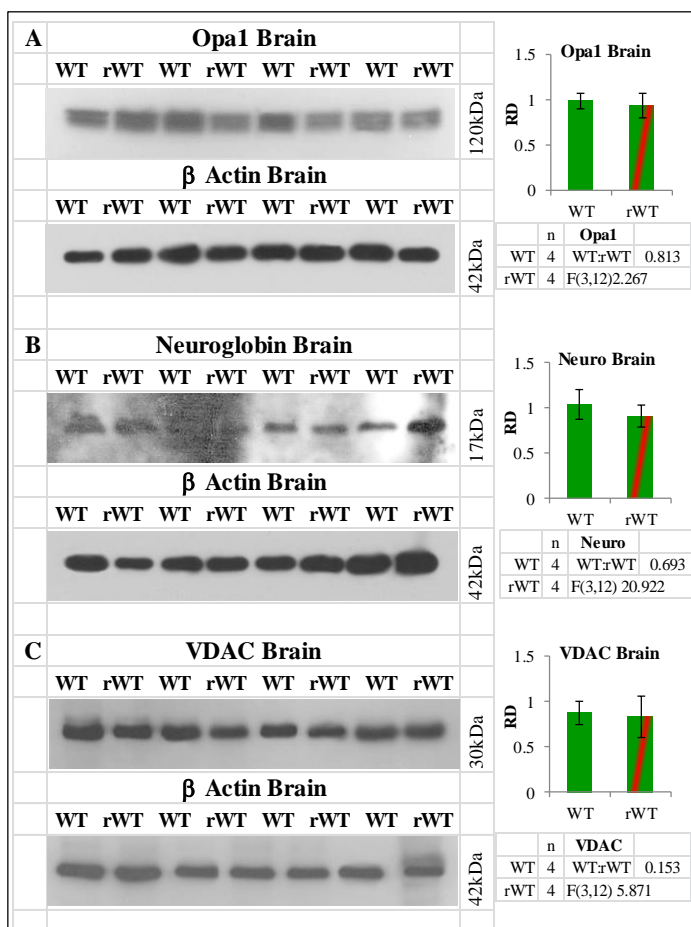 A Opa1 Brain
WT rWT WT rWT WT rWT WT rWT
120kDa
β Actin Brain
WT rWT WT rWT WT rWT WT rWT
42kDa
Opa1 Brain
1.5
1
0.5
0
RD
WT rWT
n Opa1
WT 4 WT:rWT 0.813
rWT 4 F(3,12)2.267
B Neuroglobin Brain
WT rWT WT rWT WT rWT WT rWT
17kDa
β Actin Brain
WT rWT WT rWT WT rWT WT rWT
42kDa
Neuro Brain
1.5
1
0.5
0
RD
WT rWT
n Neuro
WT 4 WT:rWT 0.693
rWT 4 F(3,12) 20.922
C VDAC Brain
WT rWT WT rWT WT rWT WT rWT
30kDa
β Actin Brain
WT rWT WT rWT WT rWT WT rWT
42kDa
VDAC Brain
1.5
1
0.5
0
RD
WT rWT
n VDAC
WT 4 WT:rWT 0.153
rWT 4 F(3,12) 5.871